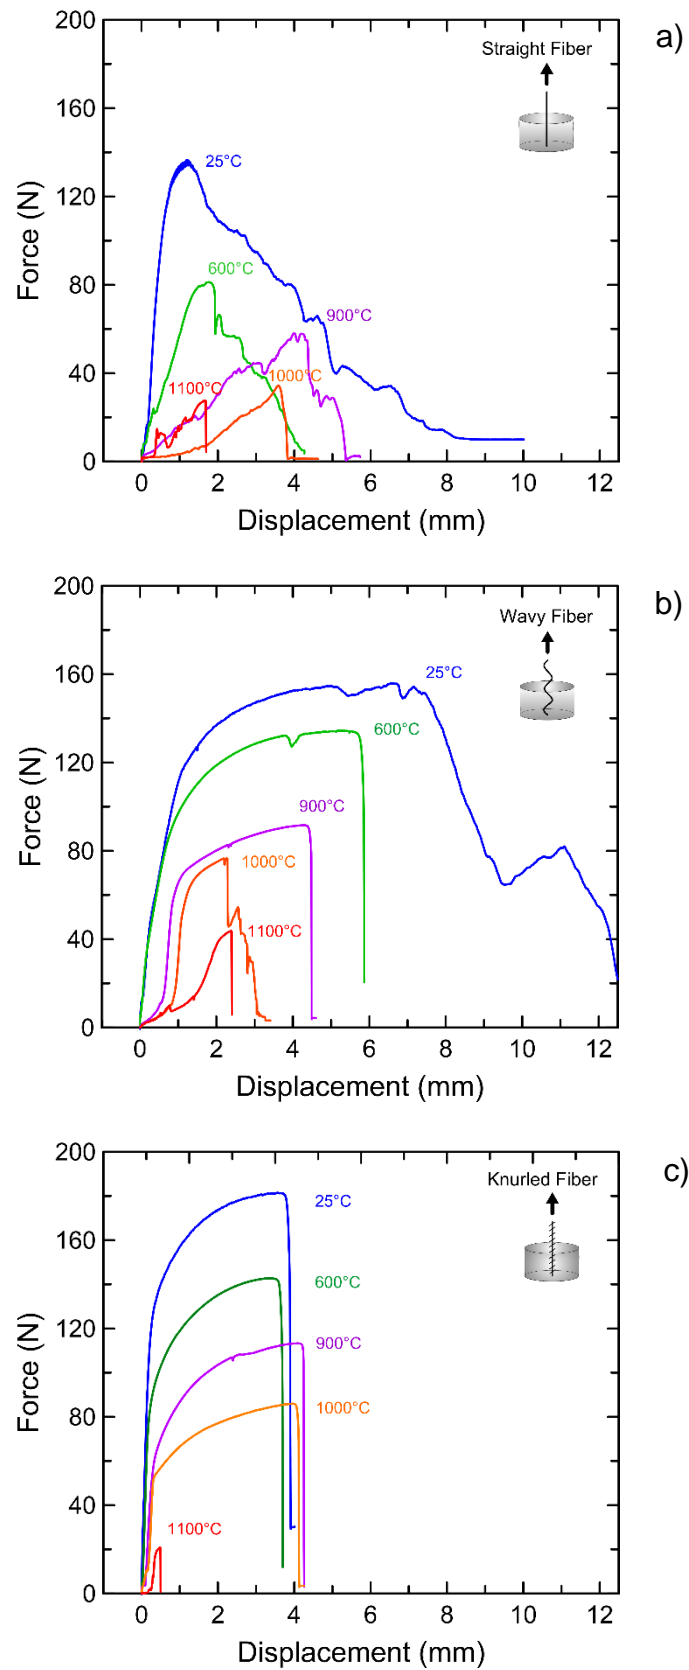 a)
Straight Fiber
200
160
120
80
40
0
Force (N)
25°C
600°C
900°C
1100°C
1000°C
0 2 4 6 8 10 12
Displacement (mm)
b)
Wavy Fiber
200
160
120
80
40
0
Force (N)
25°C
600°C
900°C
1000°C
1100°C
0 2 4 6 8 10 12
Displacement (mm)
c)
Knurled Fiber
200
160
120
80
40
0
Force (N)
25°C
600°C
900°C
1000°C
1100°C
0 2 4 6 8 10 12
Displacement (mm)